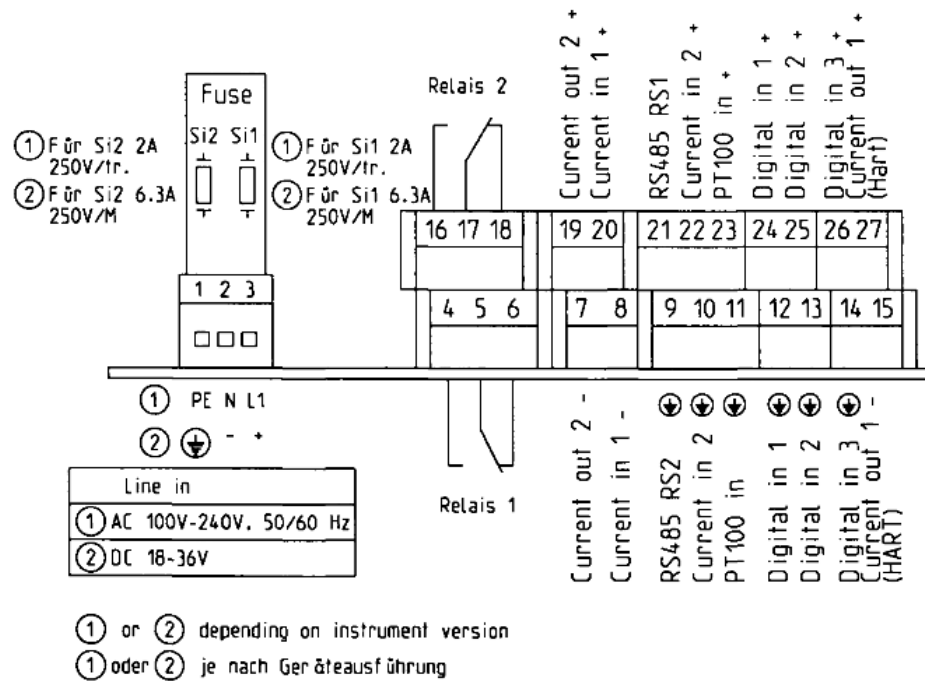 Fuse
Si2 Si1
① Für Si2 2A
250V/tr.
② Für Si2 6.3A
250V/M
① Für Si1 2A
250V/tr.
② Für Si1 6.3A
250V/M
1 2 3
① PE N L1
② - +
Line in
① AC 100V-240V. 50/60 Hz
② DC 18-36V
Relais 2
Current out 2 +
Current in 1 +
RS485 RS1
Current in 2 +
PT100 in +
Digital in 1 +
Digital in 2 +
Digital in 3 +
Current out 1 +
(Hart)
16 17 18 19 20 21 22 23 24 25 26 27
4 5 6 7 8 9 10 11 12 13 14 15
Relais 1
Current out 2 -
Current in 1 -
RS485 RS2
Current in 2
PT100 in
Digital in 1
Digital in 2
Digital in 3
Current out 1 -
(HART)
① or ② depending on instrument version
① oder ② je nach Geräteausführung